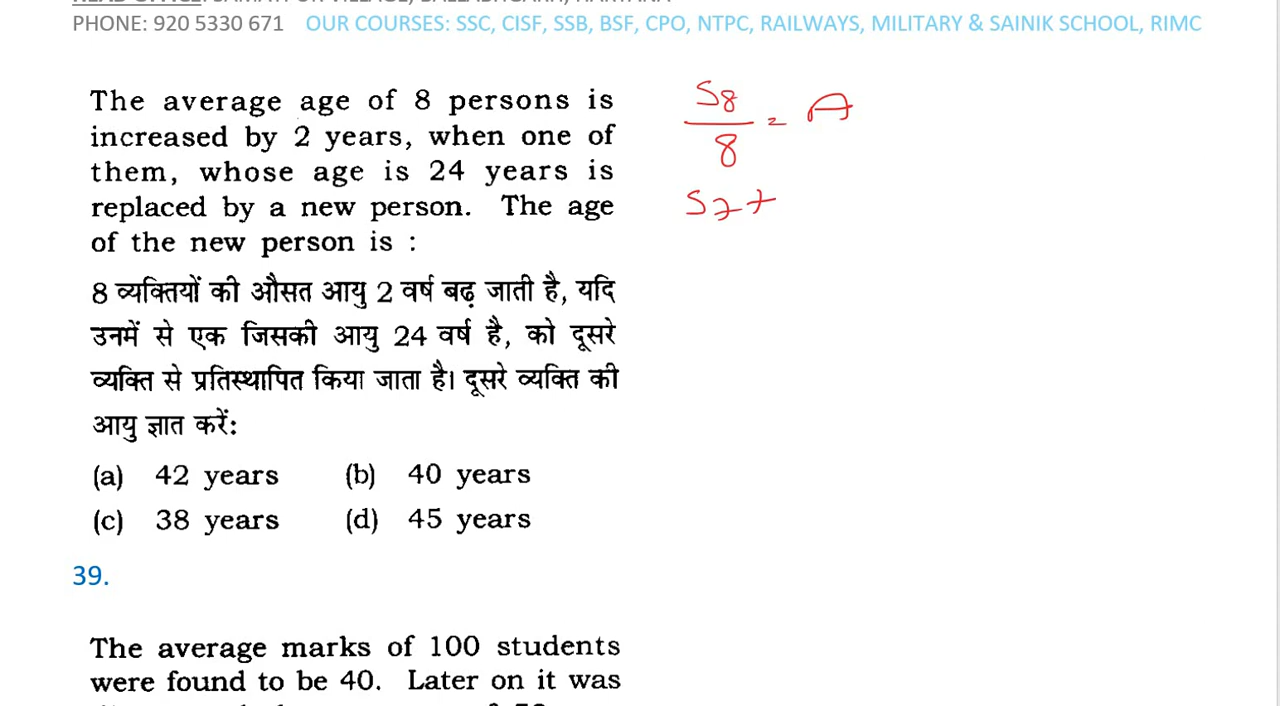 PHONE: 920 5330 671 OUR COURSES: SSC, CISF, SSB, BSF, CPO, NTPC, RAILWAYS, MILITARY & SAINIK SCHOOL, RIMC
The average age of 8 persons is
increased by 2 years, when one of
them, whose age is 24 years is
replaced by a new person. The age
of the new person is :
8 व्यक्तियों की औसत आयु 2 वर्ष बढ़ जाती है, यदि
उनमें से एक जिसकी आयु 24 वर्ष है, को दूसरे
व्यक्ति से प्रतिस्थापित किया जाता है। दूसरे व्यक्ति की
आयु ज्ञात करें:
(a) 42 years (b) 40 years
(c) 38 years (d) 45 years
S8
8
= A
S7+
39.
The average marks of 100 students
were found to be 40. Later on it was